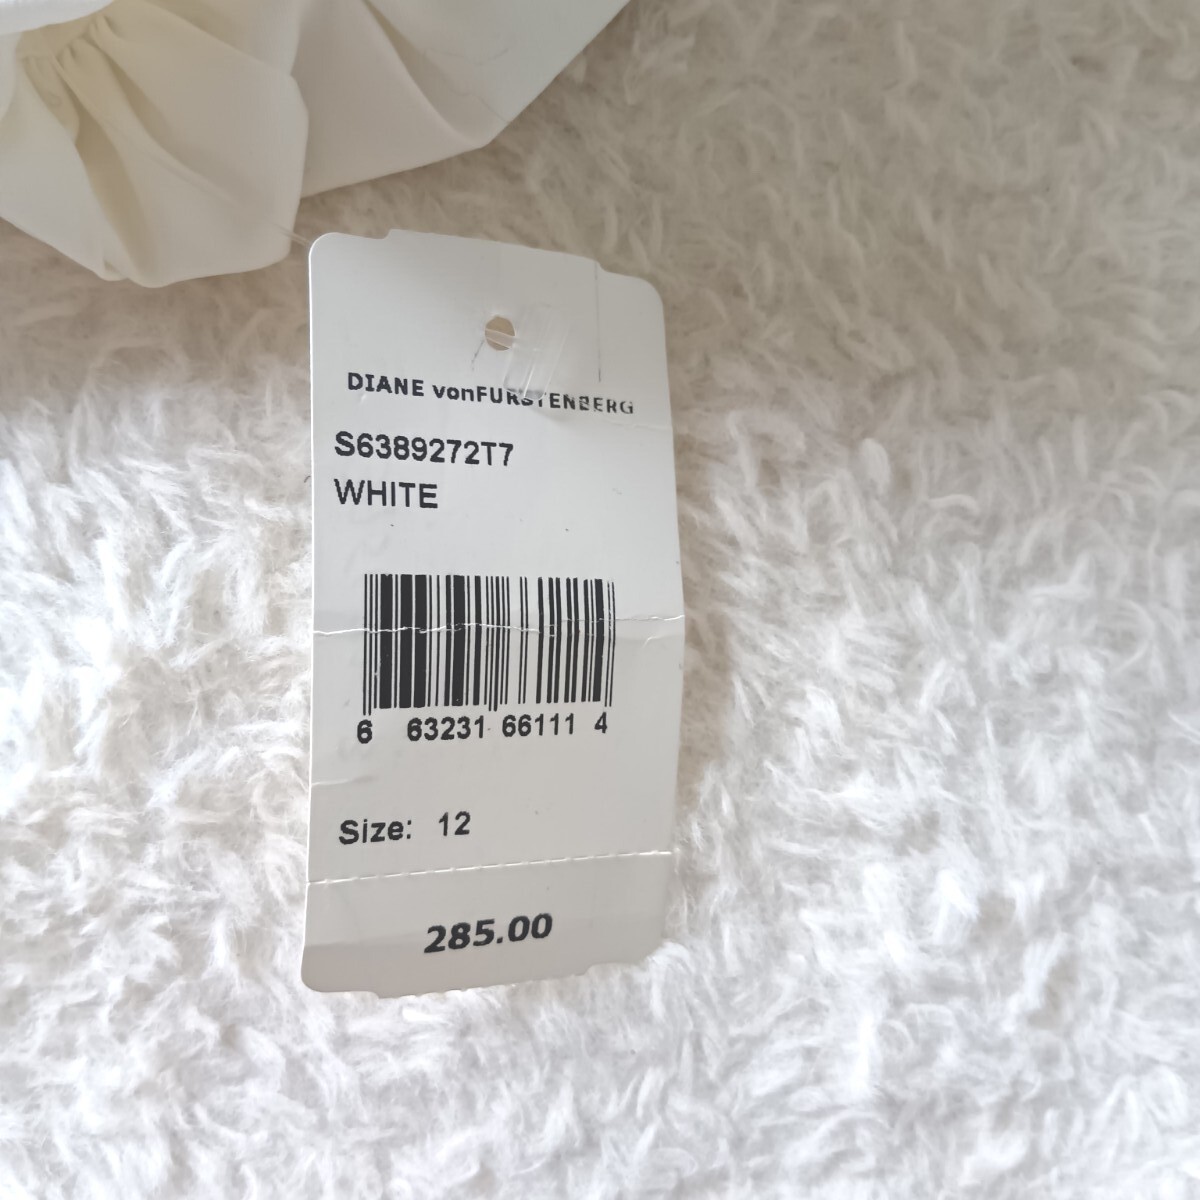 DIANE vonFURSTENBERG
S6389272T7
WHITE
6 63231 66111 4
Size: 12
285.00